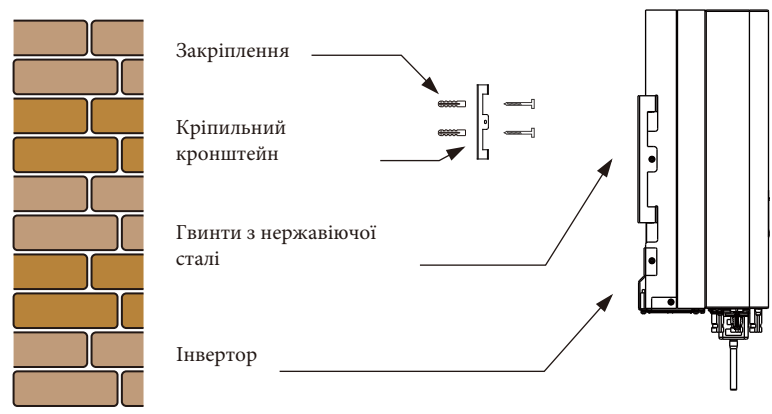 Закріплення
Кріпильний
кронштейн
Гвинти з нержавіючої
сталі
Інвертор